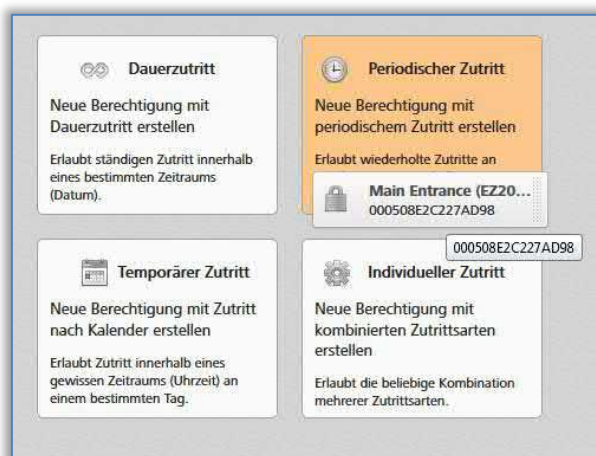 Dauerzutritt
Neue Berechtigung mit
Dauerzutritt erstellen
Erlaubt ständigen Zutritt innerhalb
eines bestimmten Zeitraums
(Datum).
Periodischer Zutritt
Neue Berechtigung mit
periodischem Zutritt erstellen
Erlaubt wiederholte Zutritte an
Main Entrance (EZ20...
000508E2C227AD98
000508E2C227AD98
Temporärer Zutritt
Neue Berechtigung mit Zutritt
nach Kalender erstellen
Erlaubt Zutritt innerhalb eines
gewissen Zeitraums (Uhrzeit) an
einem bestimmten Tag.
Individueller Zutritt
Neue Berechtigung mit
kombinierten Zutrittsarten
erstellen
Erlaubt die beliebige Kombination
mehrerer Zutrittsarten.